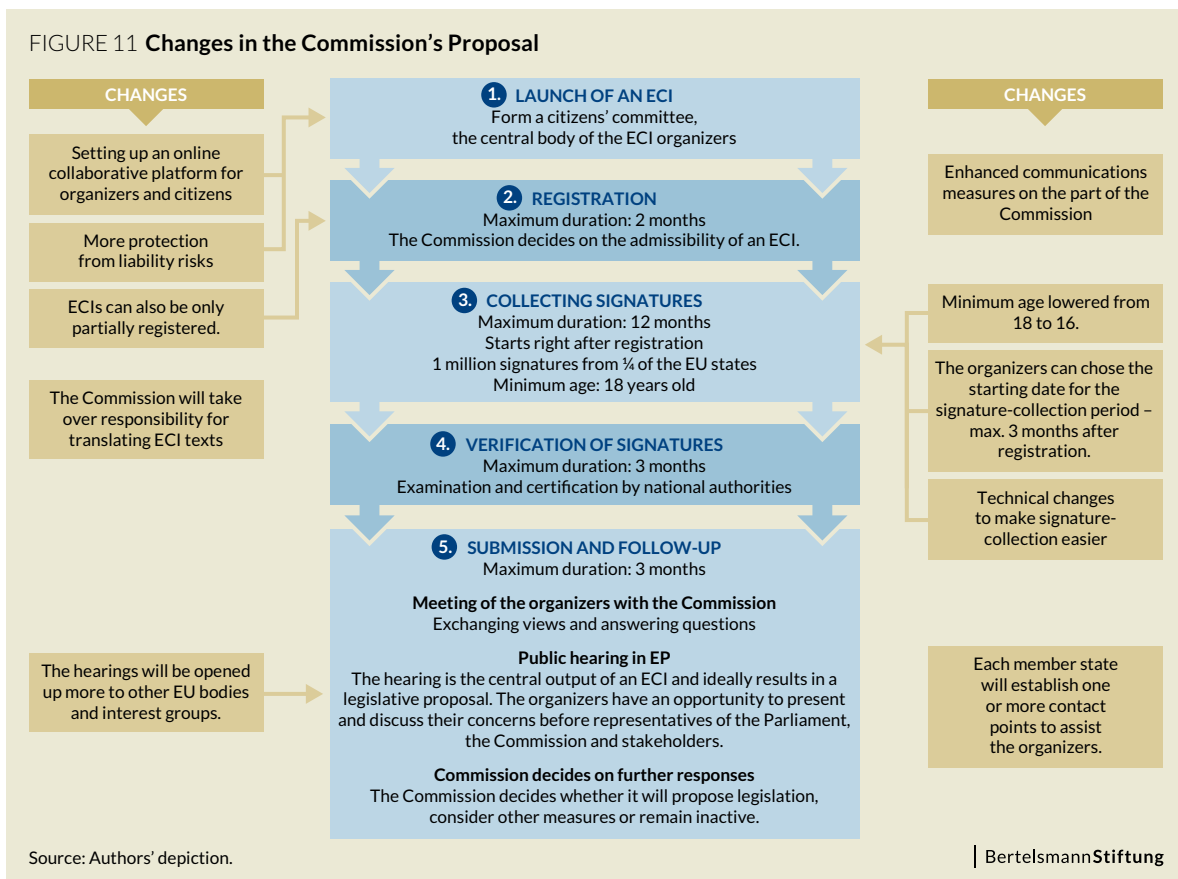 FIGURE 11 Changes in the Commission's Proposal
CHANGES
Setting up an online
collaborative platform for
organizers and citizens
More protection
from liability risks
ECIs can also be only
partially registered.
The Commission will take
over responsibility for
translating ECI texts
The hearings will be opened
up more to other EU bodies
and interest groups.
1. LAUNCH OF AN ECI
Form a citizens' committee,
the central body of the ECI organizers
2. REGISTRATION
Maximum duration: 2 months
The Commission decides on the admissibility of an ECI.
3. COLLECTING SIGNATURES
Maximum duration: 12 months
Starts right after registration
1 million signatures from ¼ of the EU states
Minimum age: 18 years old
4. VERIFICATION OF SIGNATURES
Maximum duration: 3 months
Examination and certification by national authorities
5. SUBMISSION AND FOLLOW-UP
Maximum duration: 3 months
Meeting of the organizers with the Commission
Exchanging views and answering questions
Public hearing in EP
The hearing is the central output of an ECI and ideally results in a
legislative proposal. The organizers have an opportunity to present
and discuss their concerns before representatives of the Parliament,
the Commission and stakeholders.
Commission decides on further responses
The Commission decides whether it will propose legislation,
consider other measures or remain inactive.
CHANGES
Enhanced communications
measures on the part of the
Commission
Minimum age lowered from
18 to 16.
The organizers can chose the
starting date for the
signature-collection period –
max. 3 months after
registration.
Technical changes
to make signature-
collection easier
Each member state
will establish one
or more contact
points to assist
the organizers.
Source: Authors' depiction.
BertelsmannStiftung